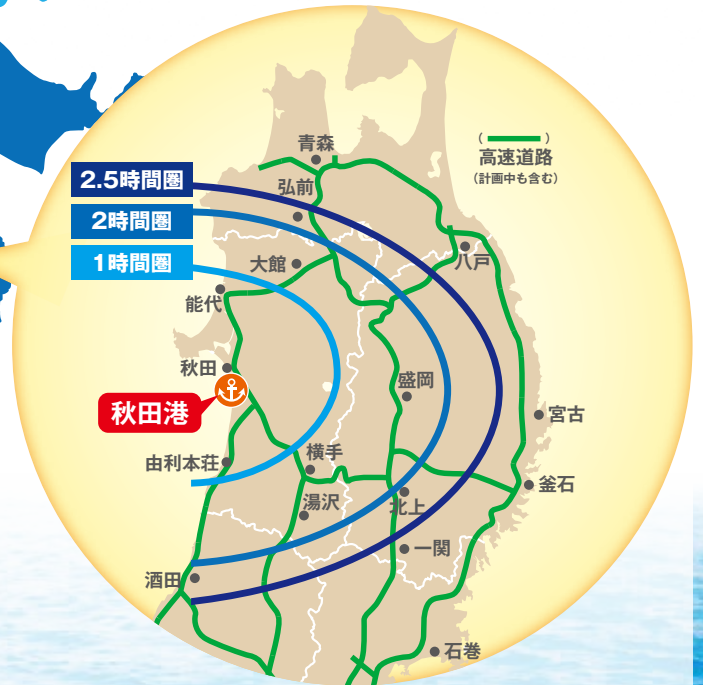 青森
(　　)
高速道路
(計画中も含む)
2.5時間圏
弘前
2時間圏
1時間圏
大館
八戸
能代
秋田
盛岡
秋田港
宮古
由利本荘
横手
釜石
湯沢
北上
一関
酒田
石巻